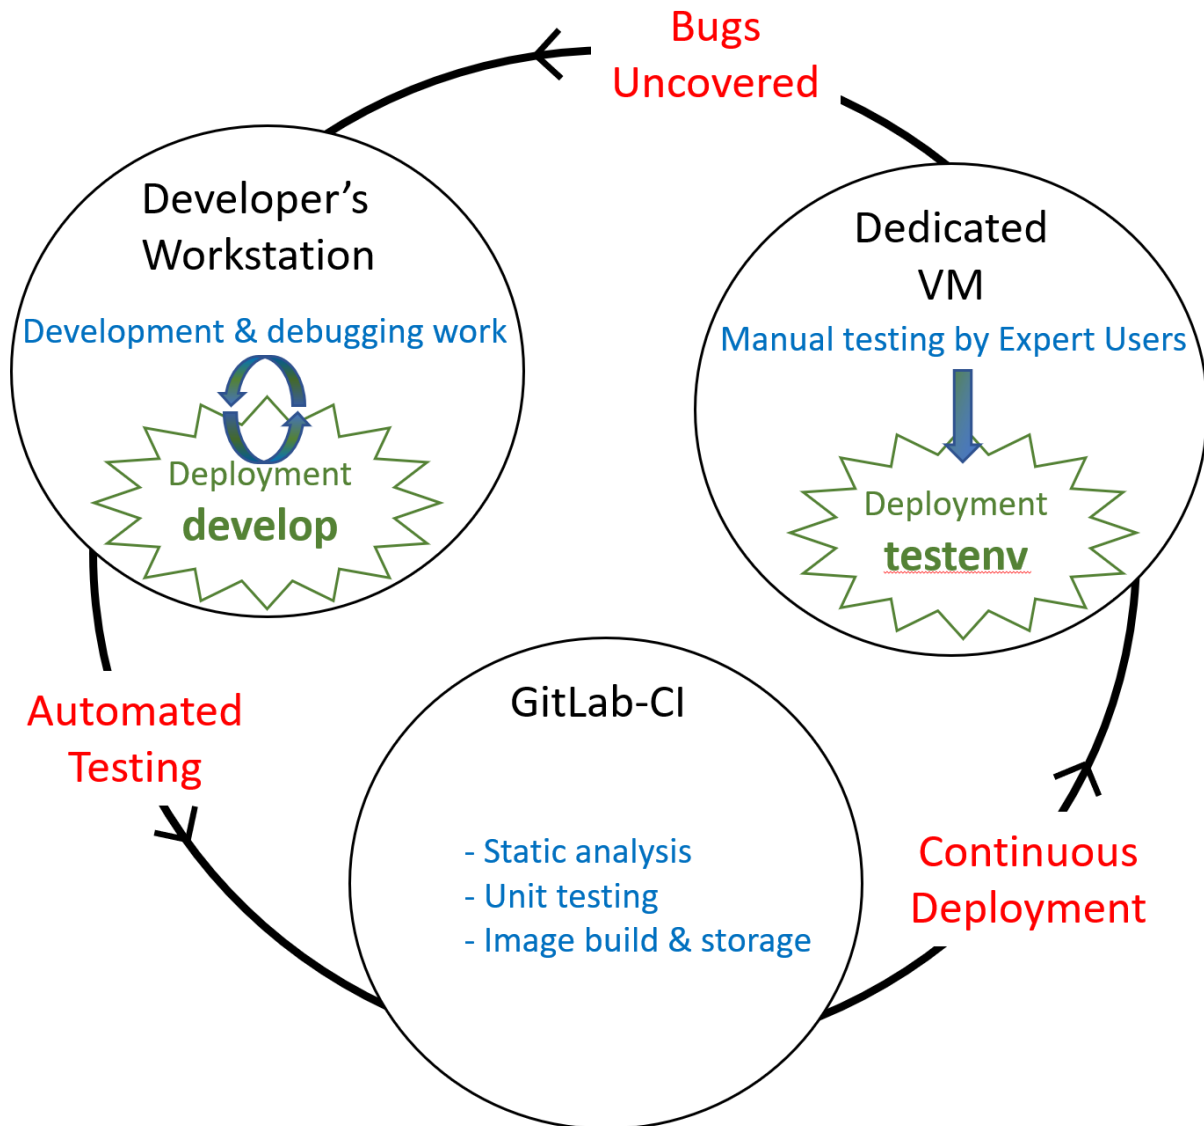 Bugs
Uncovered
Developer’s
Workstation
Development & debugging work
Deployment
develop
Dedicated
VM
Manual testing by Expert Users
Deployment
testenv
Automated
Testing
GitLab-CI
- Static analysis
- Unit testing
- Image build & storage
Continuous
Deployment